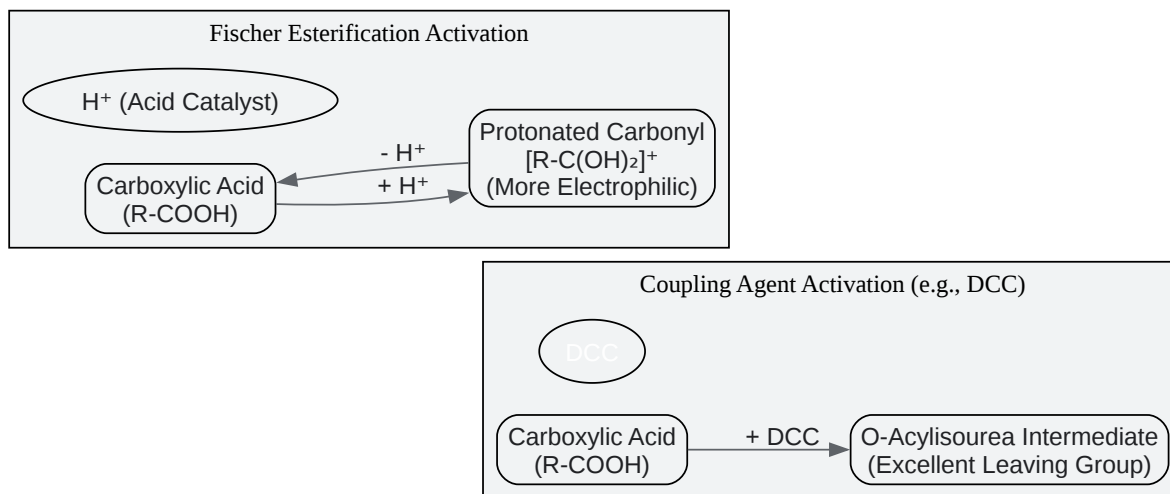 Fischer Esterification Activation
H⁺ (Acid Catalyst)
Protonated Carbonyl
[R-C(OH)₂]⁺
(More Electrophilic)
- H⁺
+ H⁺
Carboxylic Acid
(R-COOH)
Coupling Agent Activation (e.g., DCC)
DCC
Carboxylic Acid
(R-COOH)
+ DCC
O-Acylisourea Intermediate
(Excellent Leaving Group)